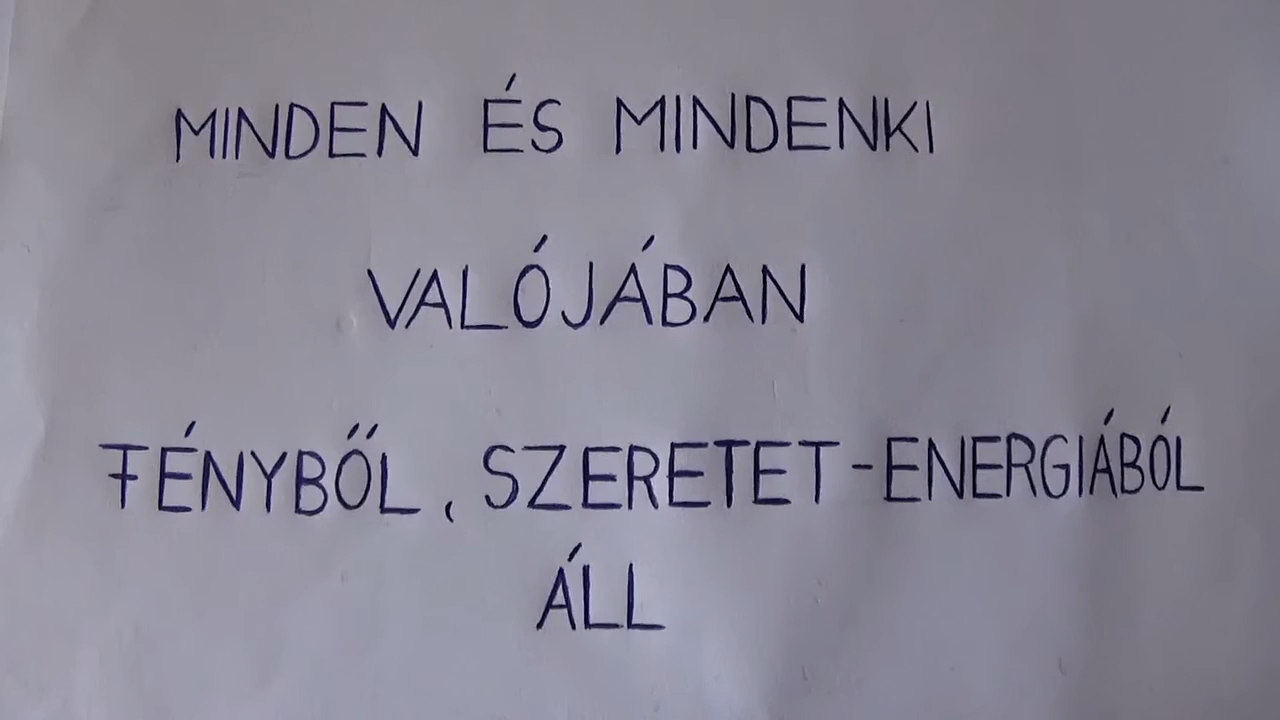 MINDEN ÉS MINDENKI
VALÓJÁBAN
FÉNYBŐL, SZERETET-ENERGIÁBÓL
ÁLL